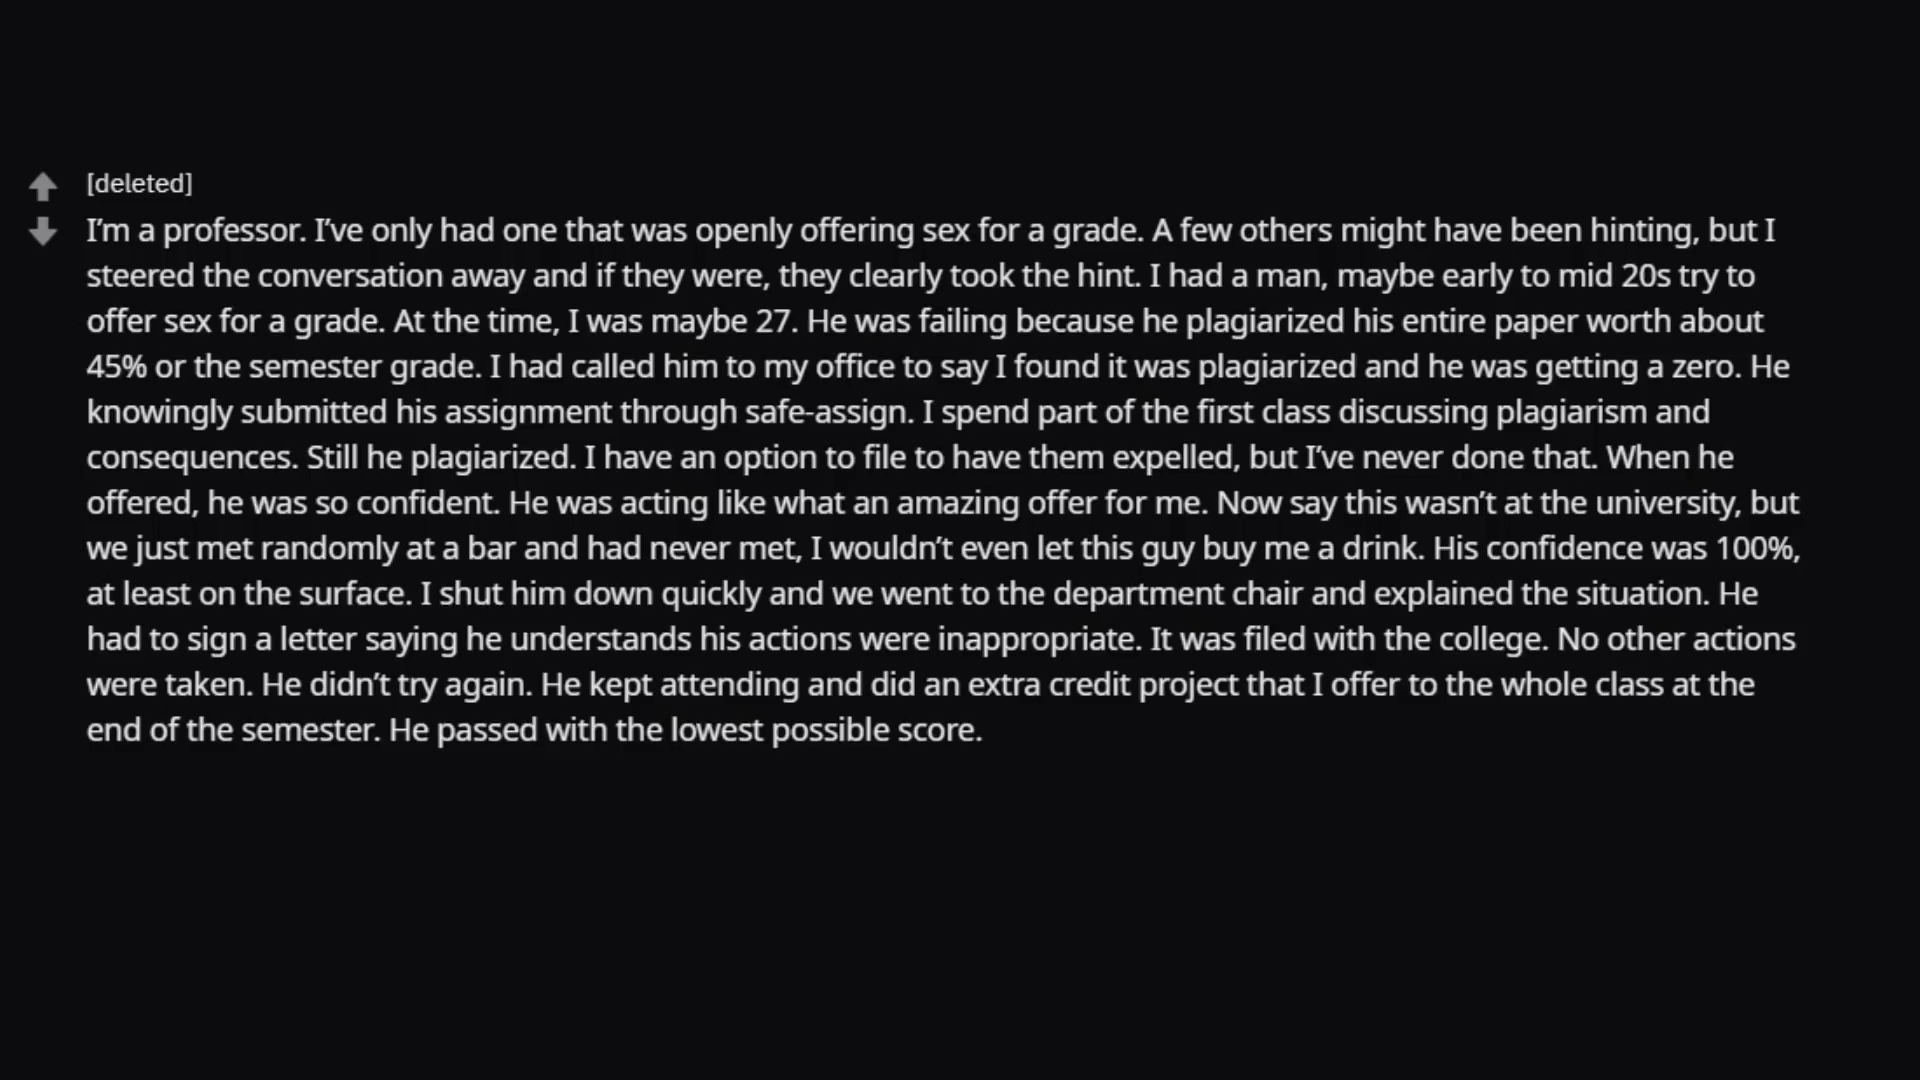 [deleted]
I’m a professor. I’ve only had one that was openly offering sex for a grade. A few others might have been hinting, but I
steered the conversation away and if they were, they clearly took the hint. I had a man, maybe early to mid 20s try to
offer sex for a grade. At the time, I was maybe 27. He was failing because he plagiarized his entire paper worth about
45% or the semester grade. I had called him to my office to say I found it was plagiarized and he was getting a zero. He
knowingly submitted his assignment through safe-assign. I spend part of the first class discussing plagiarism and
consequences. Still he plagiarized. I have an option to file to have them expelled, but I’ve never done that. When he
offered, he was so confident. He was acting like what an amazing offer for me. Now say this wasn’t at the university, but
we just met randomly at a bar and had never met, I wouldn’t even let this guy buy me a drink. His confidence was 100%,
at least on the surface. I shut him down quickly and we went to the department chair and explained the situation. He
had to sign a letter saying he understands his actions were inappropriate. It was filed with the college. No other actions
were taken. He didn’t try again. He kept attending and did an extra credit project that I offer to the whole class at the
end of the semester. He passed with the lowest possible score.